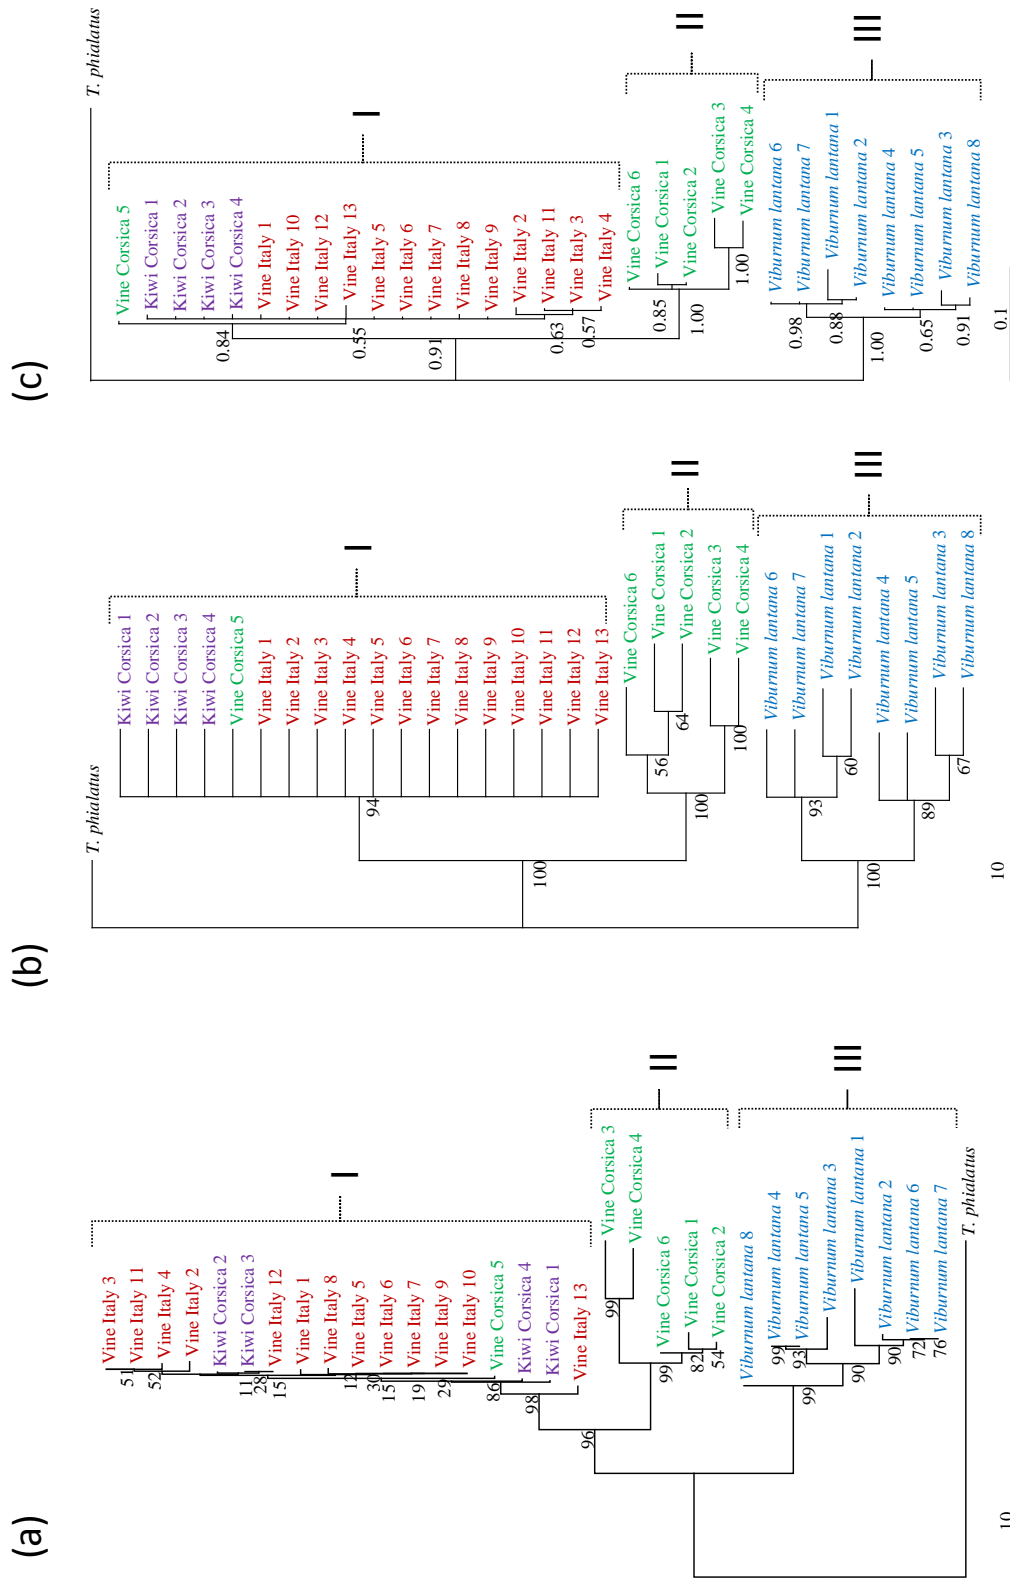 (a)
Vine Italy 3
Vine Italy 11
Vine Italy 4
Vine Italy 2
Kiwi Corsica 2
Kiwi Corsica 3
Vine Italy 12
Vine Italy 1
Vine Italy 8
Vine Italy 5
Vine Italy 6
Vine Italy 7
Vine Italy 9
Vine Italy 10
Vine Corsica 5
Kiwi Corsica 4
Kiwi Corsica 1
Vine Italy 13
Vine Corsica 3
Vine Corsica 4
Vine Corsica 6
Vine Corsica 1
Vine Corsica 2
Viburnum lantana 8
Viburnum lantana 4
Viburnum lantana 5
Viburnum lantana 3
Viburnum lantana 1
Viburnum lantana 2
Viburnum lantana 6
Viburnum lantana 7
T. phialatus
51
52
11
28
15
12
30
15
19
29
86
98
96
99
99
82
54
99
93
99
90
90
72
76
I
II
III
10
(b)
T. phialatus
Kiwi Corsica 1
Kiwi Corsica 2
Kiwi Corsica 3
Kiwi Corsica 4
Vine Corsica 5
Vine Italy 1
Vine Italy 2
Vine Italy 3
Vine Italy 4
Vine Italy 5
Vine Italy 6
Vine Italy 7
Vine Italy 8
Vine Italy 9
Vine Italy 10
Vine Italy 11
Vine Italy 12
Vine Italy 13
Vine Corsica 6
Vine Corsica 1
Vine Corsica 2
Vine Corsica 3
Vine Corsica 4
Viburnum lantana 6
Viburnum lantana 7
Viburnum lantana 1
Viburnum lantana 2
Viburnum lantana 4
Viburnum lantana 5
Viburnum lantana 3
Viburnum lantana 8
94
100
56
64
100
100
93
60
100
89
67
I
II
III
10
(c)
T. phialatus
Vine Corsica 5
Kiwi Corsica 1
Kiwi Corsica 2
Kiwi Corsica 3
Kiwi Corsica 4
Vine Italy 1
Vine Italy 10
Vine Italy 12
Vine Italy 13
Vine Italy 5
Vine Italy 6
Vine Italy 7
Vine Italy 8
Vine Italy 9
Vine Italy 2
Vine Italy 11
Vine Italy 3
Vine Italy 4
Vine Corsica 6
Vine Corsica 1
Vine Corsica 2
Vine Corsica 3
Vine Corsica 4
Viburnum lantana 6
Viburnum lantana 7
Viburnum lantana 1
Viburnum lantana 2
Viburnum lantana 4
Viburnum lantana 5
Viburnum lantana 3
Viburnum lantana 8
0.84
0.55
0.91
0.63
0.57
0.85
1.00
1.00
0.98
0.88
1.00
0.65
0.91
I
II
III
0.1